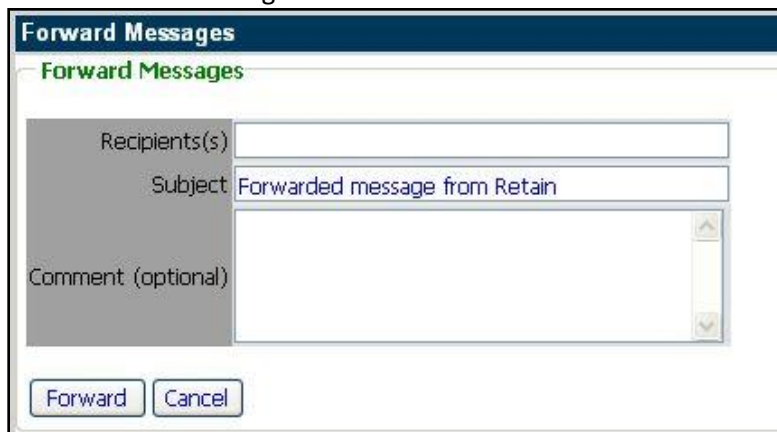 Forward Messages
Forward Messages
Recipients(s)
Subject Forwarded message from Retain
Comment (optional)
Forward Cancel